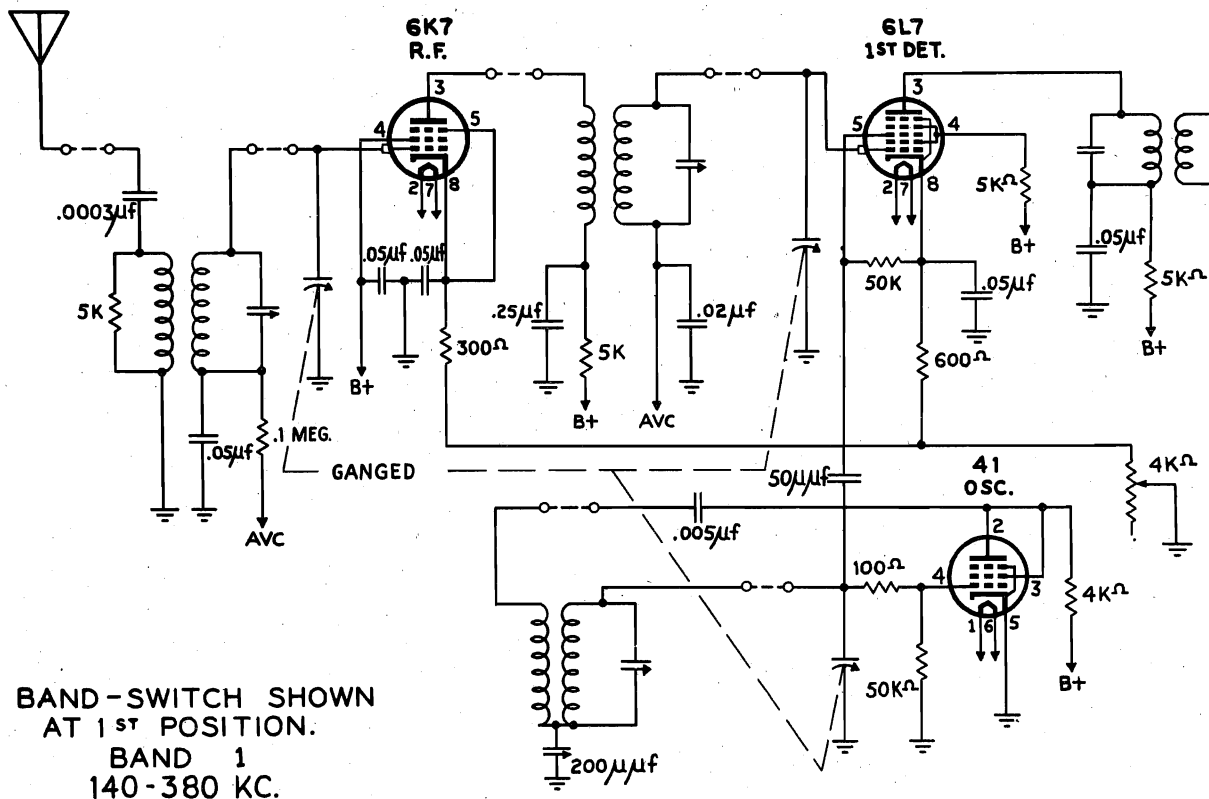 6K7
R.F.
6L7
1ST DET.
3
4
5
2
7
8
3
5
4
2
7
8
.0003μf
5K
.05μf
.1 MEG.
AVC
.05μf .05μf
B+
300Ω
.25μf
5K
B+
.02μf
AVC
50K
.05μf
600Ω
5KΩ
B+
.05μf
5KΩ
B+
GANGED
50μμf
41
OSC.
4KΩ
.005μf
2
100Ω
4
3
1
6
5
4KΩ
B+
50KΩ
200μμf
BAND-SWITCH SHOWN
AT 1ST POSITION.
BAND 1
140-380 KC.